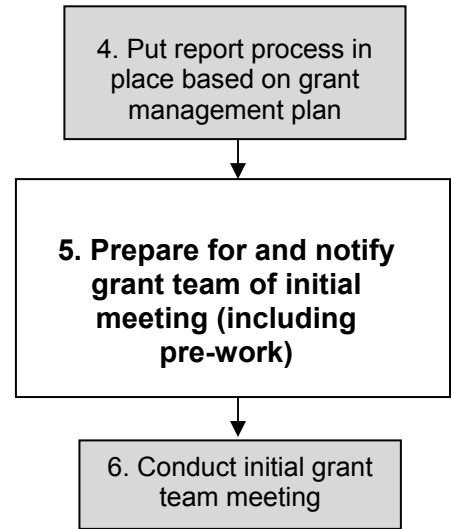 4. Put report process in
place based on grant
management plan
5. Prepare for and notify
grant team of initial
meeting (including
pre-work)
6. Conduct initial grant
team meeting